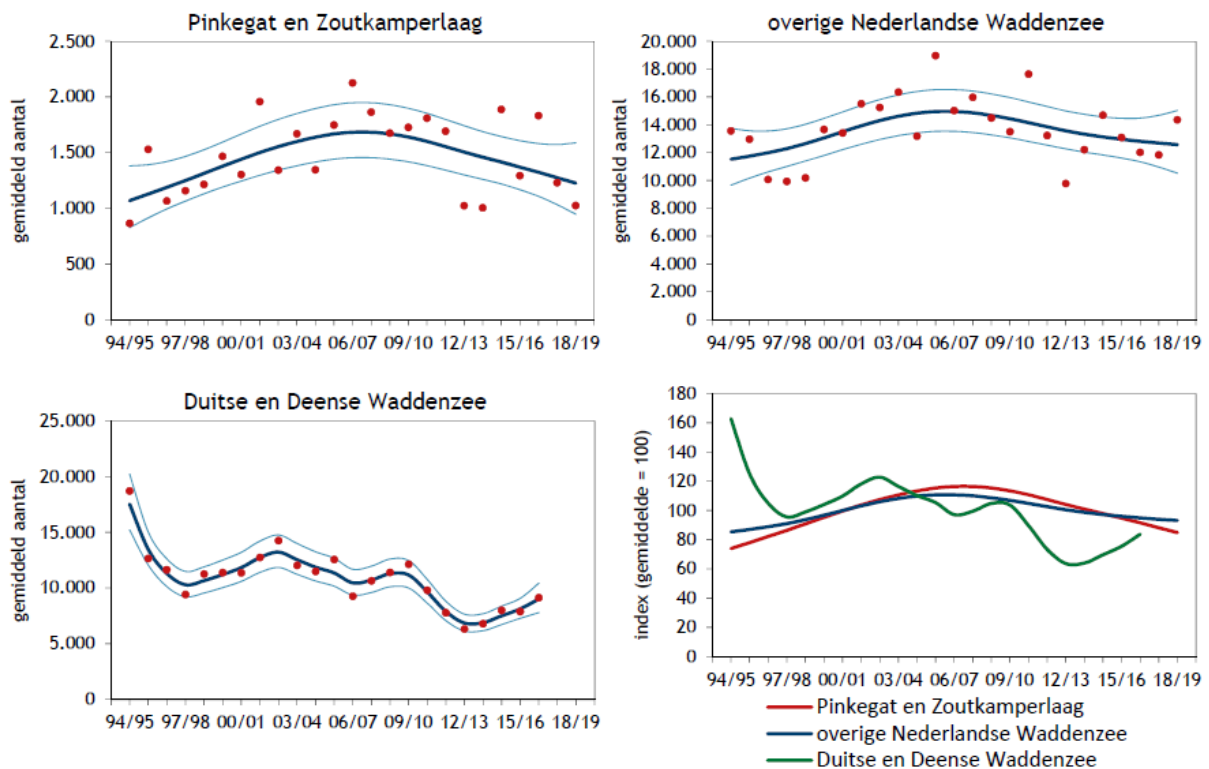 Pinkegat en Zoutkamperlaag
2.500
2.000
1.500
1.000
500
0
gemiddeld aantal
94/95 97/98 00/01 03/04 06/07 09/10 12/13 15/16 18/19
overige Nederlandse Waddenzee
20.000
18.000
16.000
14.000
12.000
10.000
8.000
6.000
4.000
2.000
0
gemiddeld aantal
94/95 97/98 00/01 03/04 06/07 09/10 12/13 15/16 18/19
Duitse en Deense Waddenzee
25.000
20.000
15.000
10.000
5.000
0
gemiddeld aantal
94/95 97/98 00/01 03/04 06/07 09/10 12/13 15/16 18/19
180
160
140
120
100
80
60
40
20
0
index (gemiddelde = 100)
94/95 97/98 00/01 03/04 06/07 09/10 12/13 15/16 18/19
Pinkegat en Zoutkamperlaag
overige Nederlandse Waddenzee
Duitse en Deense Waddenzee